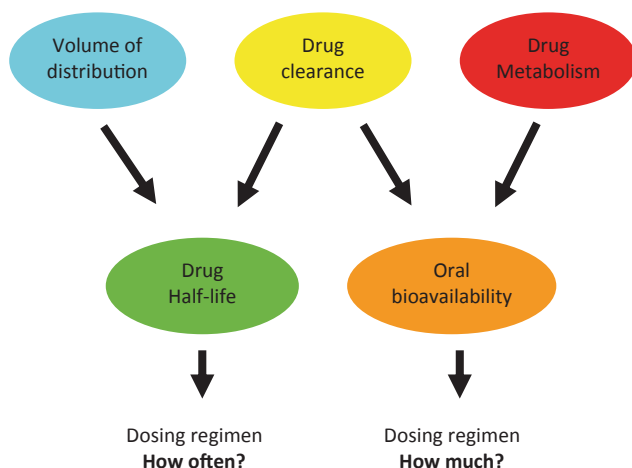 Volume of
distribution
Drug
clearance
Drug
Metabolism
Drug
Half-life
Oral
bioavailability
Dosing regimen
How often?
Dosing regimen
How much?